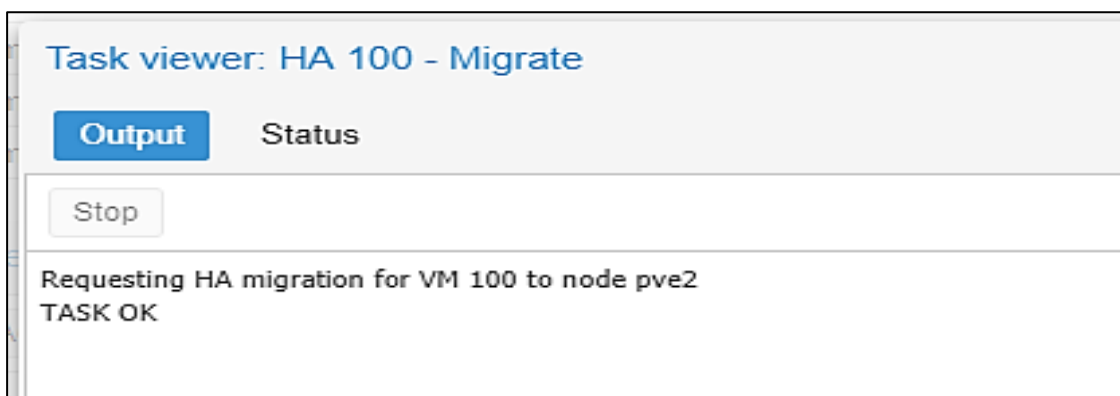 Task viewer: HA 100 - Migrate
Output Status
Stop
Requesting HA migration for VM 100 to node pve2
TASK OK